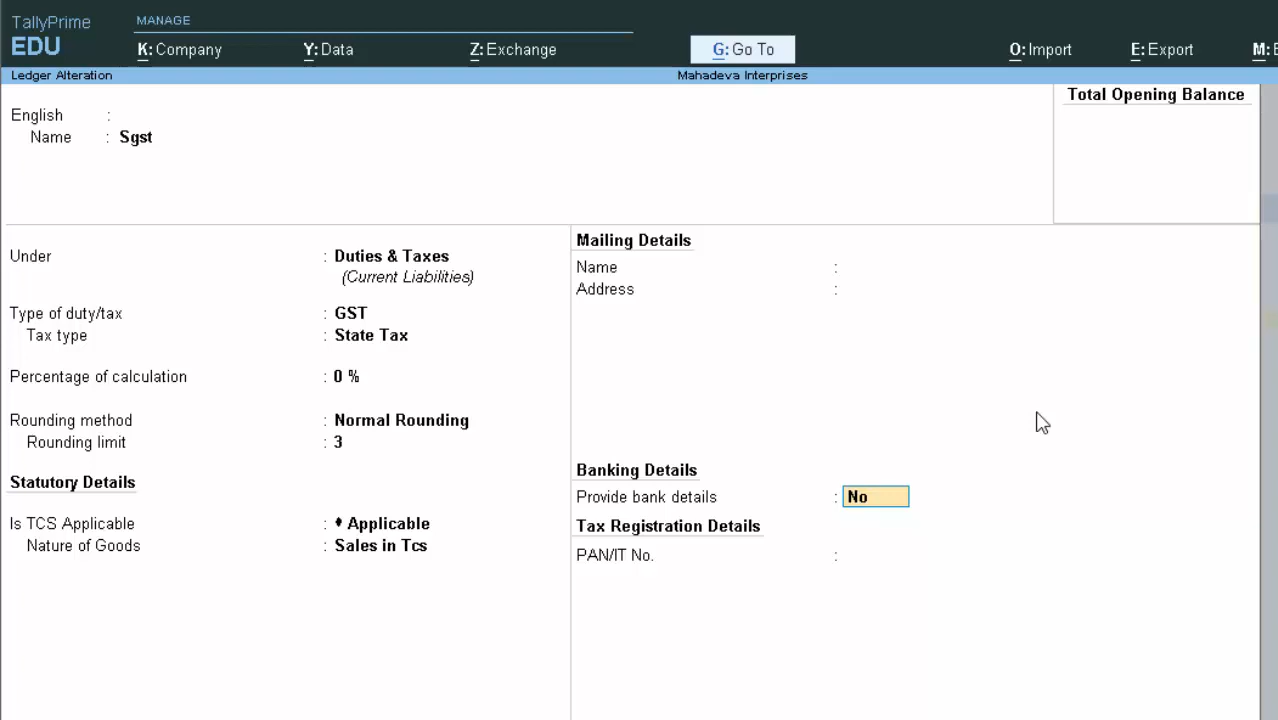 TallyPrime
EDU
MANAGE
K: Company
Y: Data
Z: Exchange
G: Go To
O: Import
E: Export
M: E
Ledger Alteration
Mahadeva Interprises
Total Opening Balance
English :
Name : Sgst
Under : Duties & Taxes
(Current Liabilities)
Type of duty/tax : GST
Tax type : State Tax
Percentage of calculation : 0 %
Rounding method : Normal Rounding
Rounding limit : 3
Statutory Details
Is TCS Applicable : ♦ Applicable
Nature of Goods : Sales in Tcs
Mailing Details
Name :
Address :
Banking Details
Provide bank details : No
Tax Registration Details
PAN/IT No. :